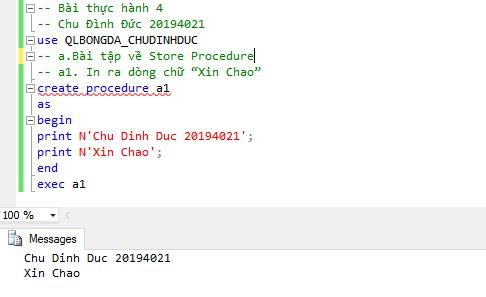 -- Bài thực hành 4
-- Chu Đình Đức 20194021
use QLBONGDA_CHUDINHDUC
-- a.Bài tập về Store Procedure
-- a1. In ra dòng chữ “Xin Chao”
create procedure a1
as
begin
print N'Chu Dinh Duc 20194021';
print N'Xin Chao';
end
exec a1
100 %
Messages
Chu Dinh Duc 20194021
Xin Chao